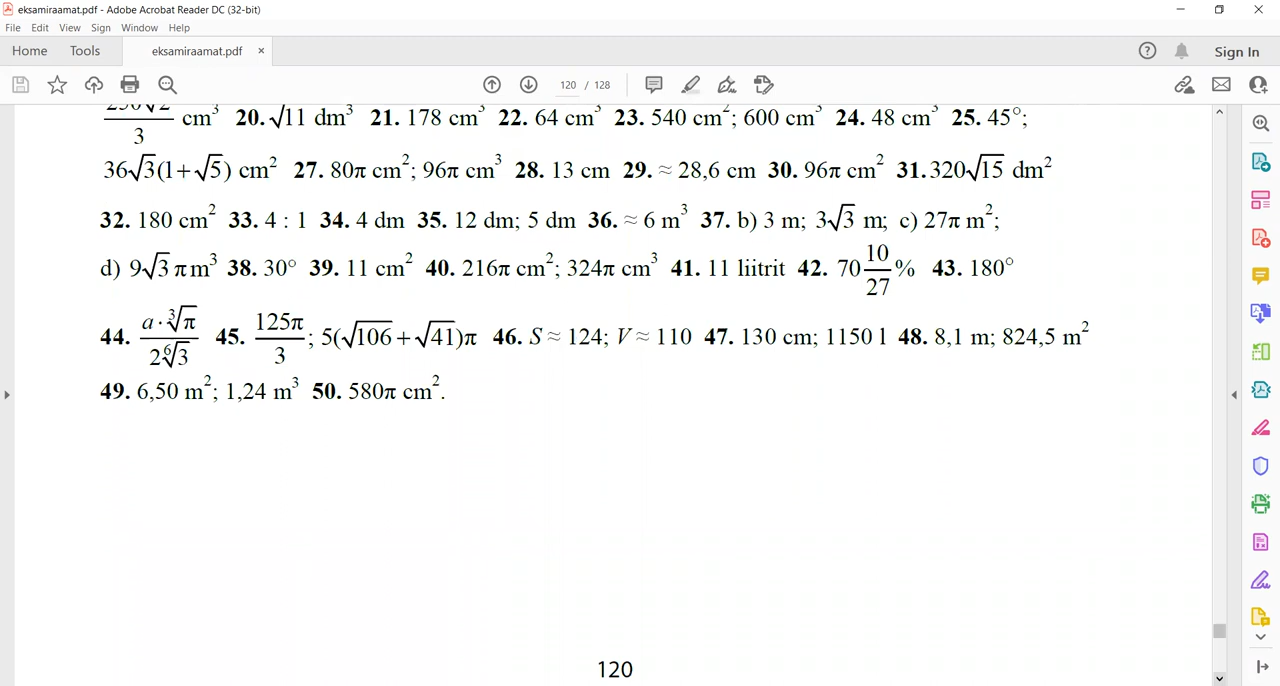 eksamiraamat.pdf - Adobe Acrobat Reader DC (32-bit)
File Edit View Sign Window Help
Home Tools eksamiraamat.pdf × Sign In
120 / 128
3 cm³ 20. √11 dm³ 21. 178 cm³ 22. 64 cm³ 23. 540 cm²; 600 cm³ 24. 48 cm³ 25. 45°;
36√3(1+√5) cm² 27. 80π cm²; 96π cm³ 28. 13 cm 29. ≈ 28,6 cm 30. 96π cm² 31. 320√15 dm²
32. 180 cm² 33. 4 : 1 34. 4 dm 35. 12 dm; 5 dm 36. ≈ 6 m³ 37. b) 3 m; 3√3 m; c) 27π m²;
d) 9√3 π m³ 38. 30° 39. 11 cm² 40. 216π cm²; 324π cm³ 41. 11 liitrit 42. 70 10/27 % 43. 180°
44. a·∛π / 2⁶√3 45. 125π/3; 5(√106+√41)π 46. S ≈ 124; V ≈ 110 47. 130 cm; 1150 l 48. 8,1 m; 824,5 m²
49. 6,50 m²; 1,24 m³ 50. 580π cm².
120